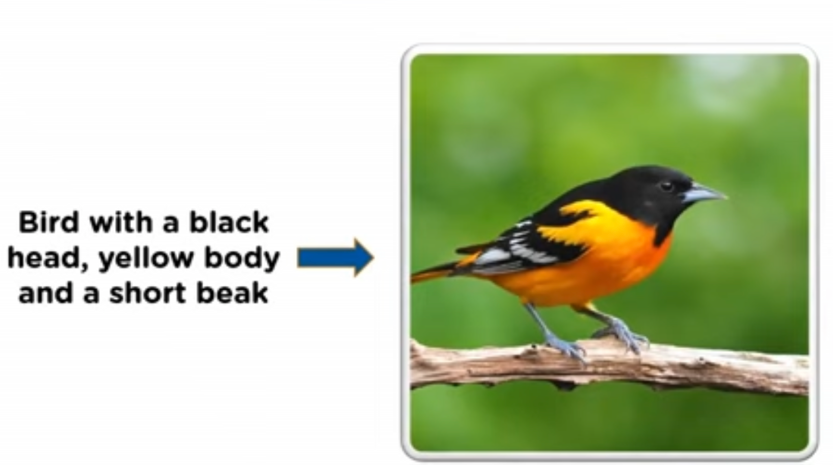 Bird with a black
head, yellow body
and a short beak